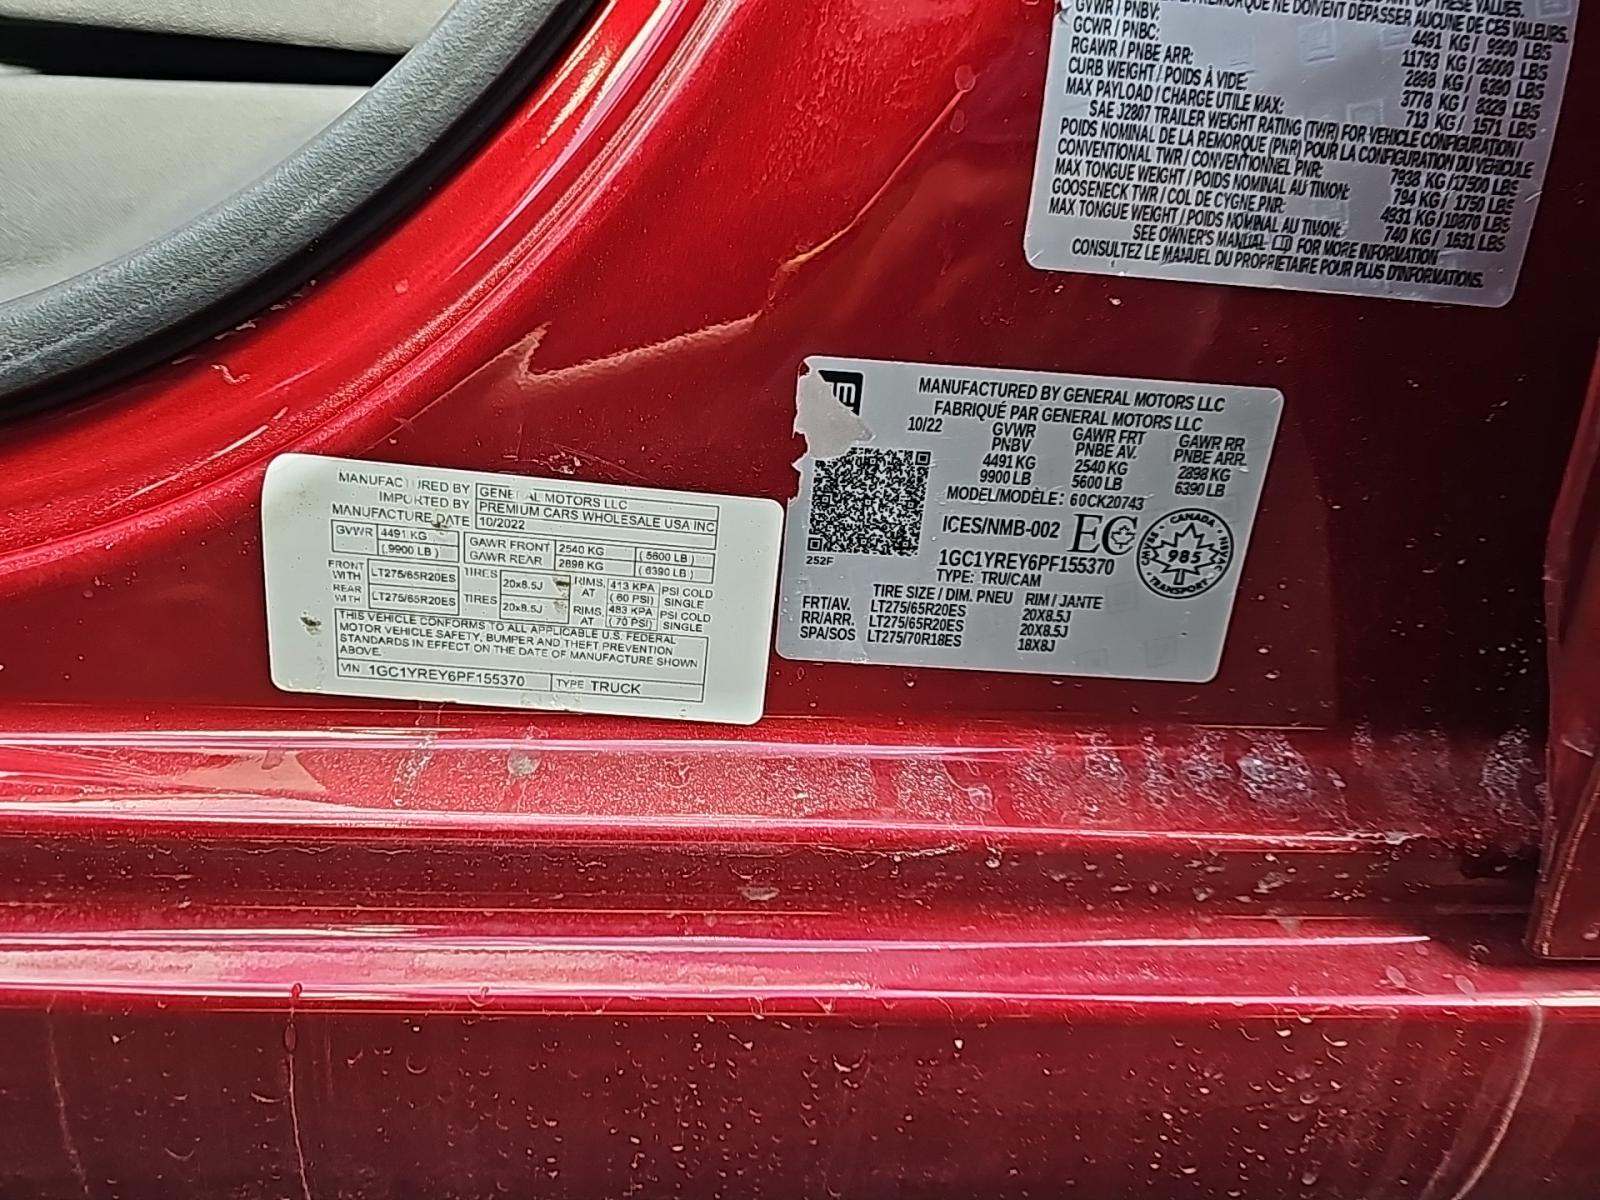 REMORQUE NE DOIVENT DÉPASSER AUCUNE DE CES VALEURS.
GVWR / PNBV: 4491 KG / 9900 LBS
GCWR / PNBC: 11793 KG / 26000 LBS
RGAWR / PNBE ARR: 2898 KG / 6390 LBS
CURB WEIGHT / POIDS À VIDE: 3778 KG / 8329 LBS
MAX PAYLOAD / CHARGE UTILE MAX: 713 KG / 1571 LBS
SAE J2807 TRAILER WEIGHT RATING (TWR) FOR VEHICLE CONFIGURATION /
POIDS NOMINAL DE LA REMORQUE (PNR) POUR LA CONFIGURATION DU VÉHICULE
CONVENTIONAL TWR / CONVENTIONNEL PNR: 7938 KG / 17500 LBS
MAX TONGUE WEIGHT / POIDS NOMINAL AU TIMON: 794 KG / 1750 LBS
GOOSENECK TWR / COL DE CYGNE PNR: 4931 KG / 10870 LBS
MAX TONGUE WEIGHT / POIDS NOMINAL AU TIMON: 740 KG / 1631 LBS
SEE OWNER'S MANUAL FOR MORE INFORMATION
CONSULTEZ LE MANUEL DU PROPRIÉTAIRE POUR PLUS D'INFORMATIONS.
MANUFACTURED BY GENERAL MOTORS LLC
FABRIQUÉ PAR GENERAL MOTORS LLC
10/22 GVWR GAWR FRT GAWR RR
PNBV PNBE AV. PNBE ARR.
4491 KG 2540 KG 2898 KG
9900 LB 5600 LB 6390 LB
MODEL/MODÈLE: 60CK20743
ICES/NMB-002 EC
CANADA 985 TRANSPORT
252F
1GC1YREY6PF155370
TYPE: TRU/CAM
TIRE SIZE / DIM. PNEU RIM / JANTE
FRT/AV. LT275/65R20ES 20X8.5J
RR/ARR. LT275/65R20ES 20X8.5J
SPA/SOS LT275/70R18ES 18X8J
MANUFACTURED BY GENERAL MOTORS LLC
IMPORTED BY PREMIUM CARS WHOLESALE USA INC
MANUFACTURE DATE 10/2022
GVWR 4491 KG ( 9900 LB )
GAWR FRONT 2540 KG ( 5600 LB )
GAWR REAR 2898 KG ( 6390 LB )
FRONT WITH LT275/65R20ES TIRES 20x8.5J RIMS, AT 413 KPA ( 60 PSI) PSI COLD SINGLE
REAR WITH LT275/65R20ES TIRES 20x8.5J RIMS, AT 483 KPA ( 70 PSI) PSI COLD SINGLE
THIS VEHICLE CONFORMS TO ALL APPLICABLE U.S. FEDERAL
MOTOR VEHICLE SAFETY, BUMPER AND THEFT PREVENTION
STANDARDS IN EFFECT ON THE DATE OF MANUFACTURE SHOWN
ABOVE.
VIN 1GC1YREY6PF155370 TYPE TRUCK